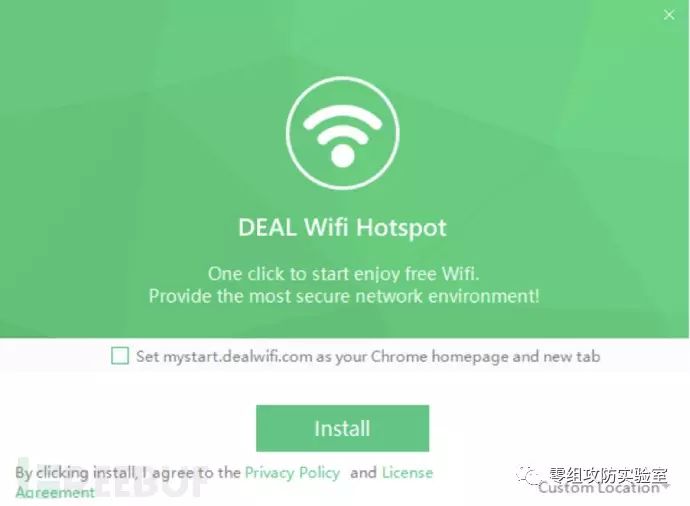 DEAL Wifi Hotspot
One click to start enjoy free Wifi.
Provide the most secure network environment!
Set mystart.dealwifi.com as your Chrome homepage and new tab
Install
By clicking install, I agree to the Privacy Policy and License
Agreement
零组攻防实验室
Custom Location